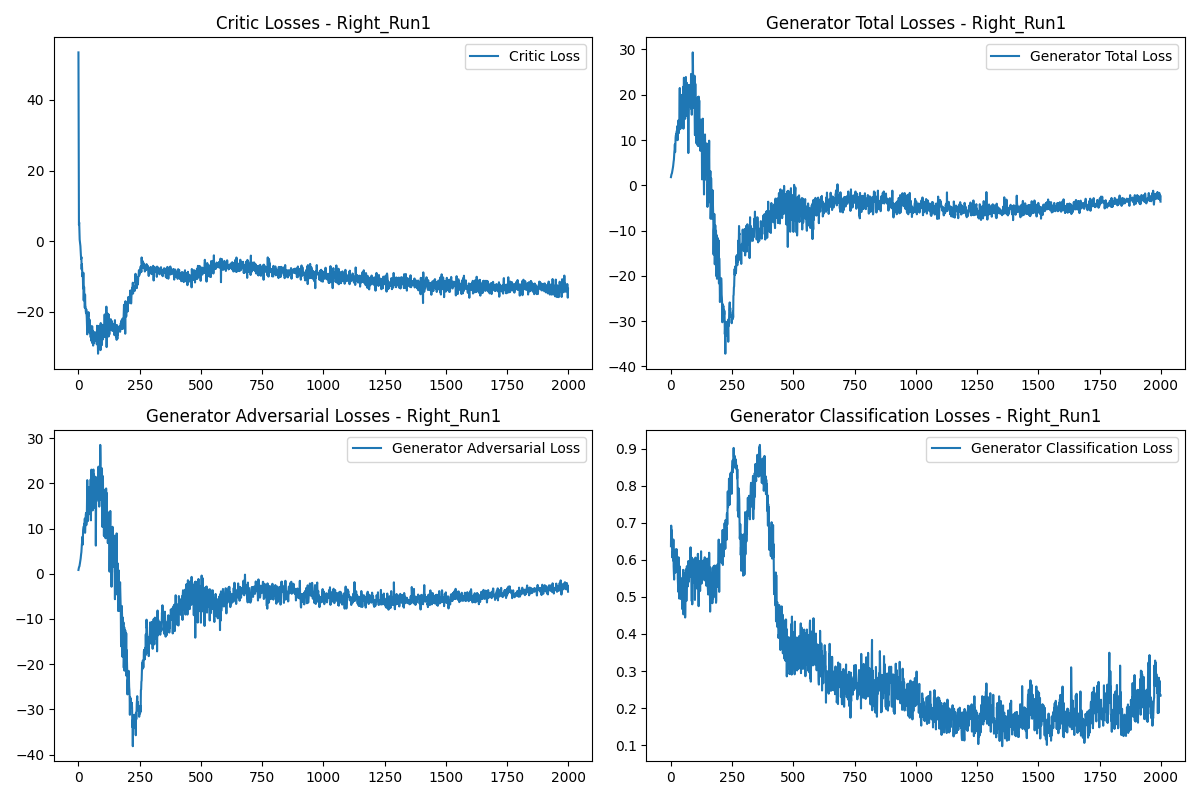 Critic Losses - Right_Run1
Critic Loss
40
20
0
−20
0 250 500 750 1000 1250 1500 1750 2000
Generator Total Losses - Right_Run1
Generator Total Loss
30
20
10
0
−10
−20
−30
−40
0 250 500 750 1000 1250 1500 1750 2000
Generator Adversarial Losses - Right_Run1
Generator Adversarial Loss
30
20
10
0
−10
−20
−30
−40
0 250 500 750 1000 1250 1500 1750 2000
Generator Classification Losses - Right_Run1
Generator Classification Loss
0.9
0.8
0.7
0.6
0.5
0.4
0.3
0.2
0.1
0 250 500 750 1000 1250 1500 1750 2000